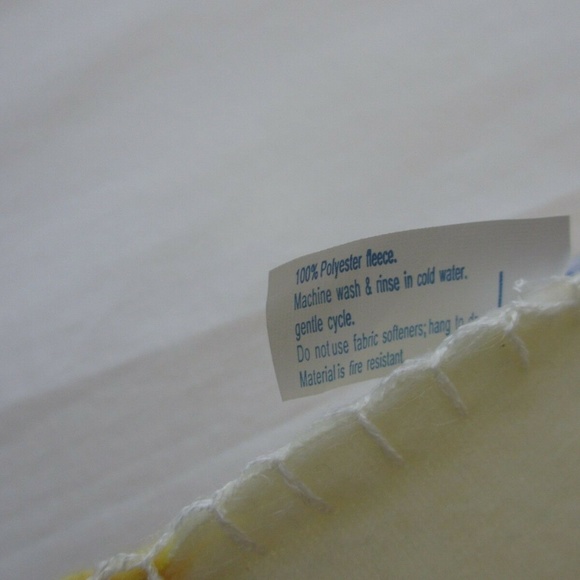 100% Polyester fleece.
Machine wash & rinse in cold water.
gentle cycle.
Do not use fabric softeners; hang to
Material is fire resistant